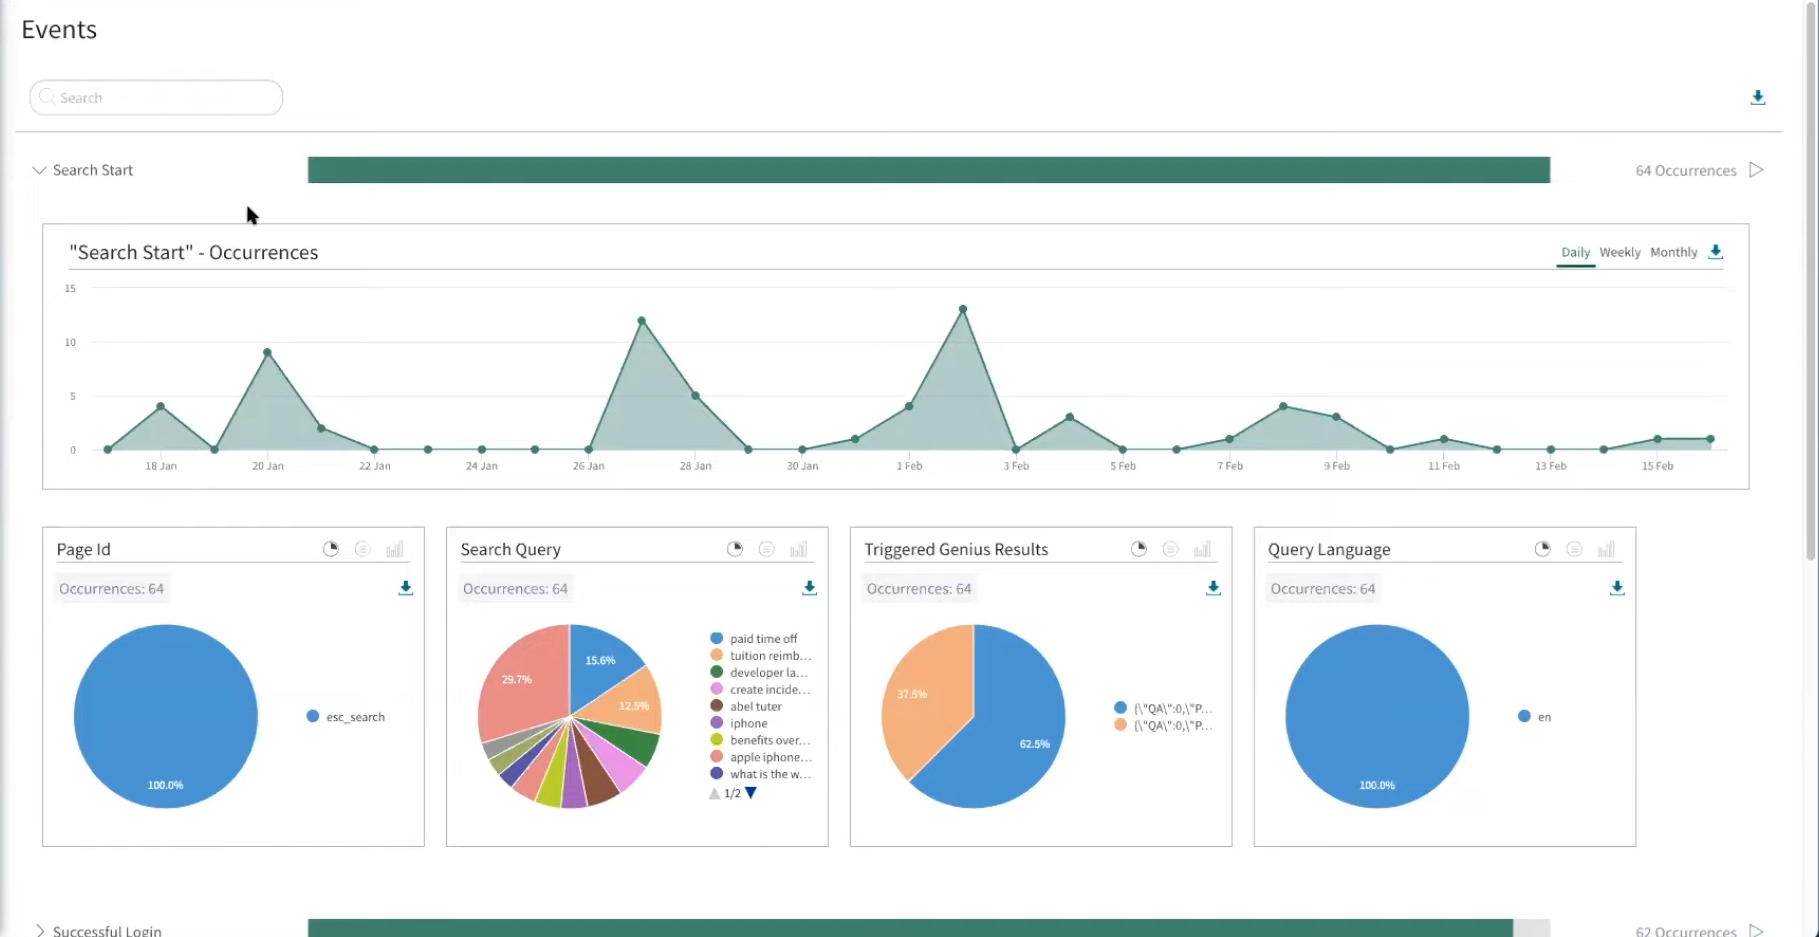 Events
Search
Search Start
64 Occurrences
"Search Start" - Occurrences
Daily Weekly Monthly
15
10
5
0
18 Jan 20 Jan 22 Jan 24 Jan 26 Jan 28 Jan 30 Jan 1 Feb 3 Feb 5 Feb 7 Feb 9 Feb 11 Feb 13 Feb 15 Feb
Page Id
Occurrences: 64
100.0%
esc_search
Search Query
Occurrences: 64
29.7%
15.6%
12.5%
paid time off
tuition reimb...
developer la...
create incide...
abel tuter
iphone
benefits over...
apple iphone...
what is the w...
1/2
Triggered Genius Results
Occurrences: 64
37.5%
62.5%
{\"QA\":0,\"P...
{\"QA\":0,\"P...
Query Language
Occurrences: 64
100.0%
en
Successful Login
62 Occurrences